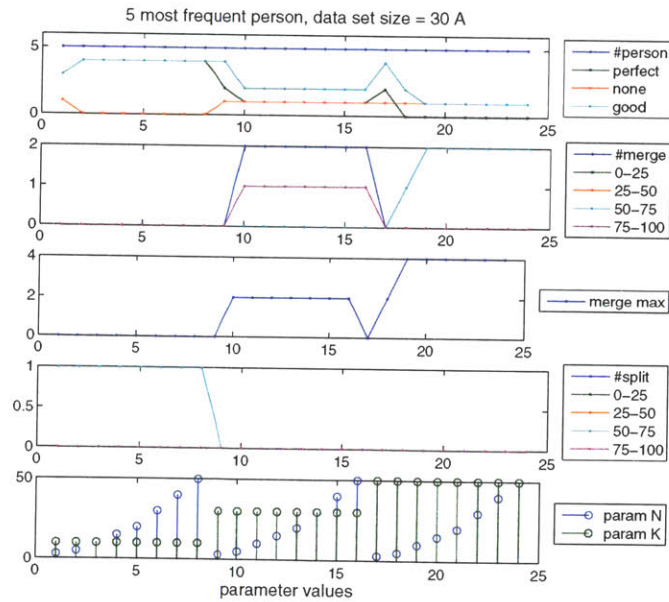 5 most frequent person, data set size = 30 A
5
0
0 5 10 15 20 25
#person
perfect
none
good
2
1
0
0 5 10 15 20 25
#merge
0-25
25-50
50-75
75-100
4
2
0
0 5 10 15 20 25
merge max
1
0.5
0
0 5 10 15 20 25
#split
0-25
25-50
50-75
75-100
50
0
0 5 10 15 20 25
parameter values
param N
param K